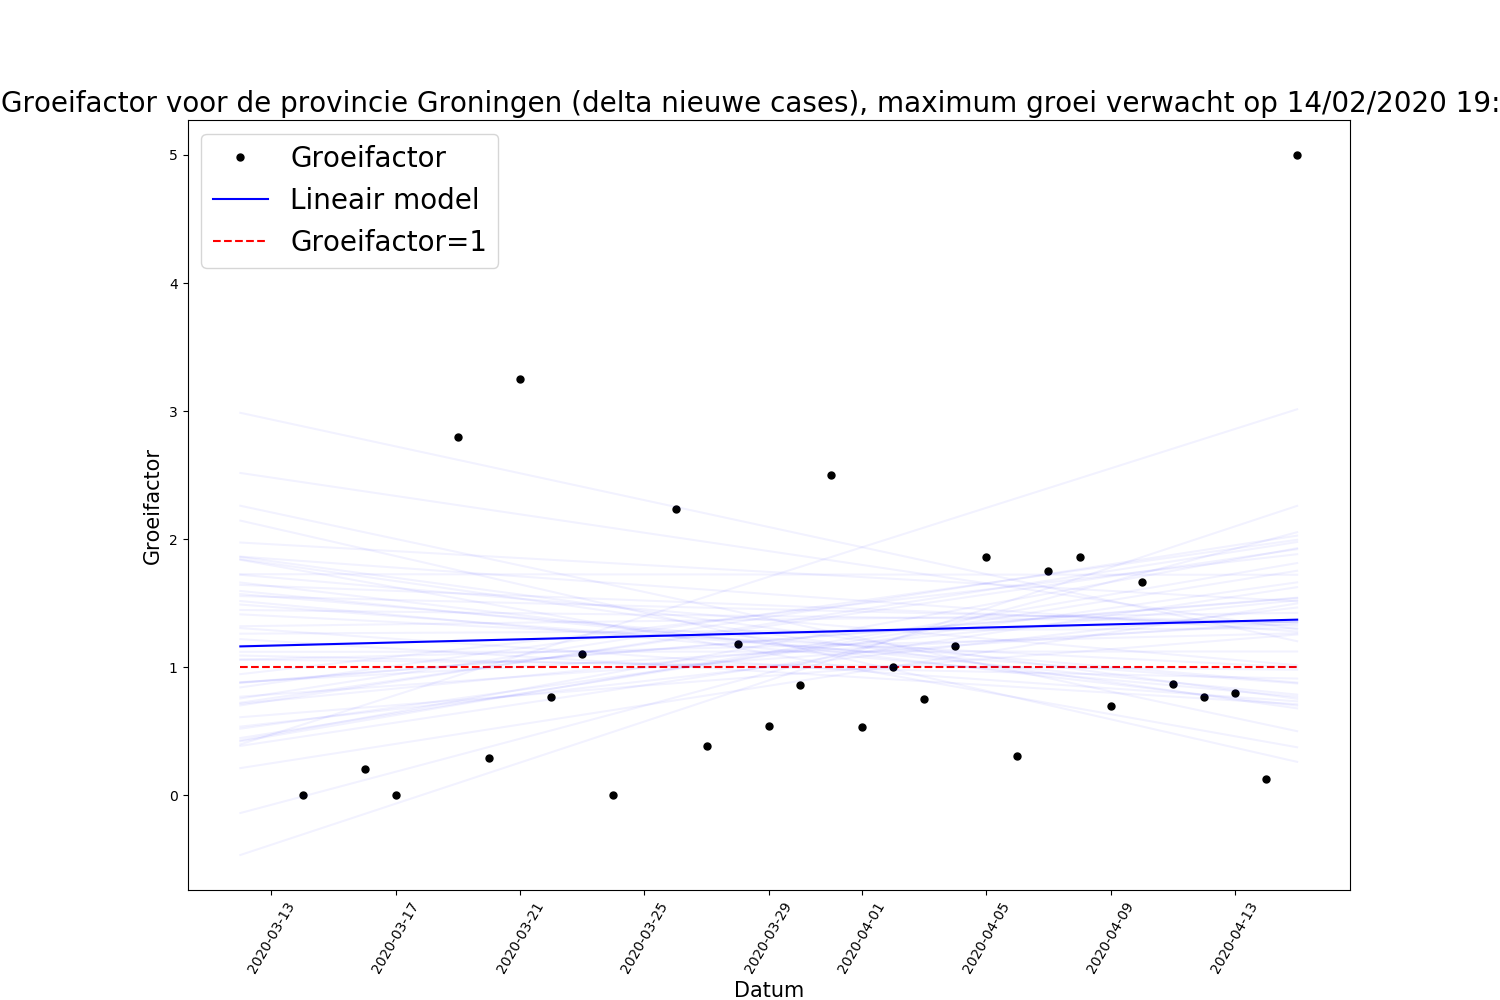 Groeifactor voor de provincie Groningen (delta nieuwe cases), maximum groei verwacht op 14/02/2020 19:
Groeifactor
Lineair model
Groeifactor=1
5
4
3
2
1
0
Groeifactor
2020-03-13
2020-03-17
2020-03-21
2020-03-25
2020-03-29
2020-04-01
2020-04-05
2020-04-09
2020-04-13
Datum